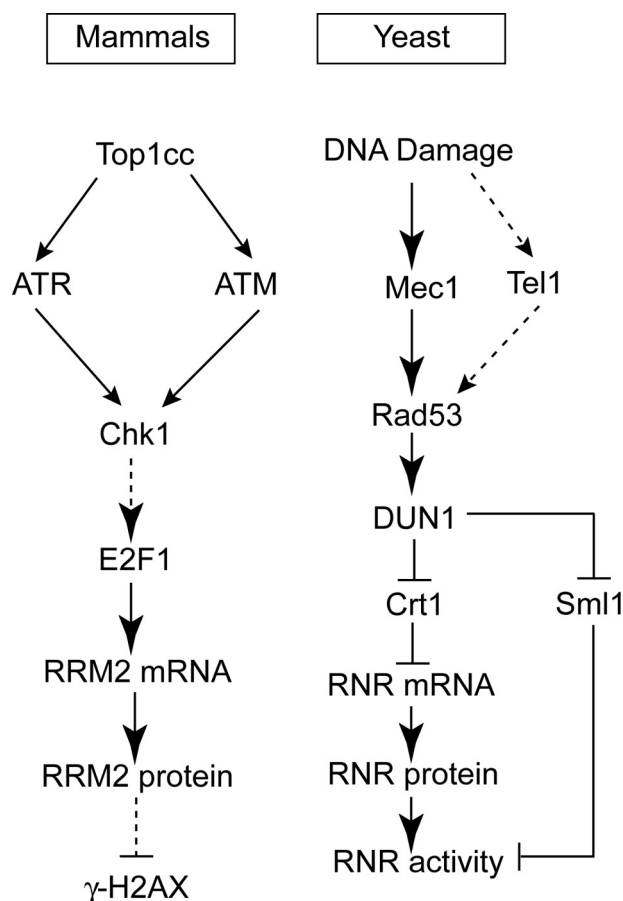 Mammals
Yeast
Top1cc
DNA Damage
ATR
ATM
Mec1
Tel1
Chk1
Rad53
E2F1
DUN1
Crt1
Sml1
RRM2 mRNA
RNR mRNA
RRM2 protein
RNR protein
γ-H2AX
RNR activity